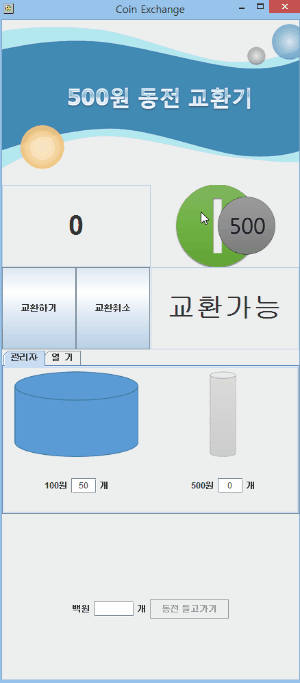 Coin Exchange
500원 동전 교환기
0
500
교환하기 교환취소
교환가능
관리자 열 기
100원 50 개 500원 0 개
백원 개 동전 들고가기